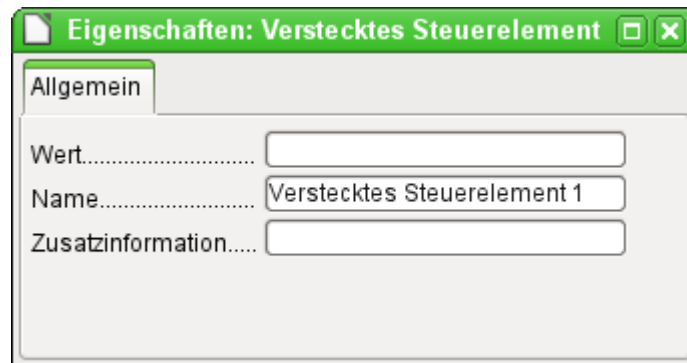 Eigenschaften: Verstecktes Steuerelement
Allgemein
Wert............................
Name.......................... Verstecktes Steuerelement 1
Zusatzinformation.....